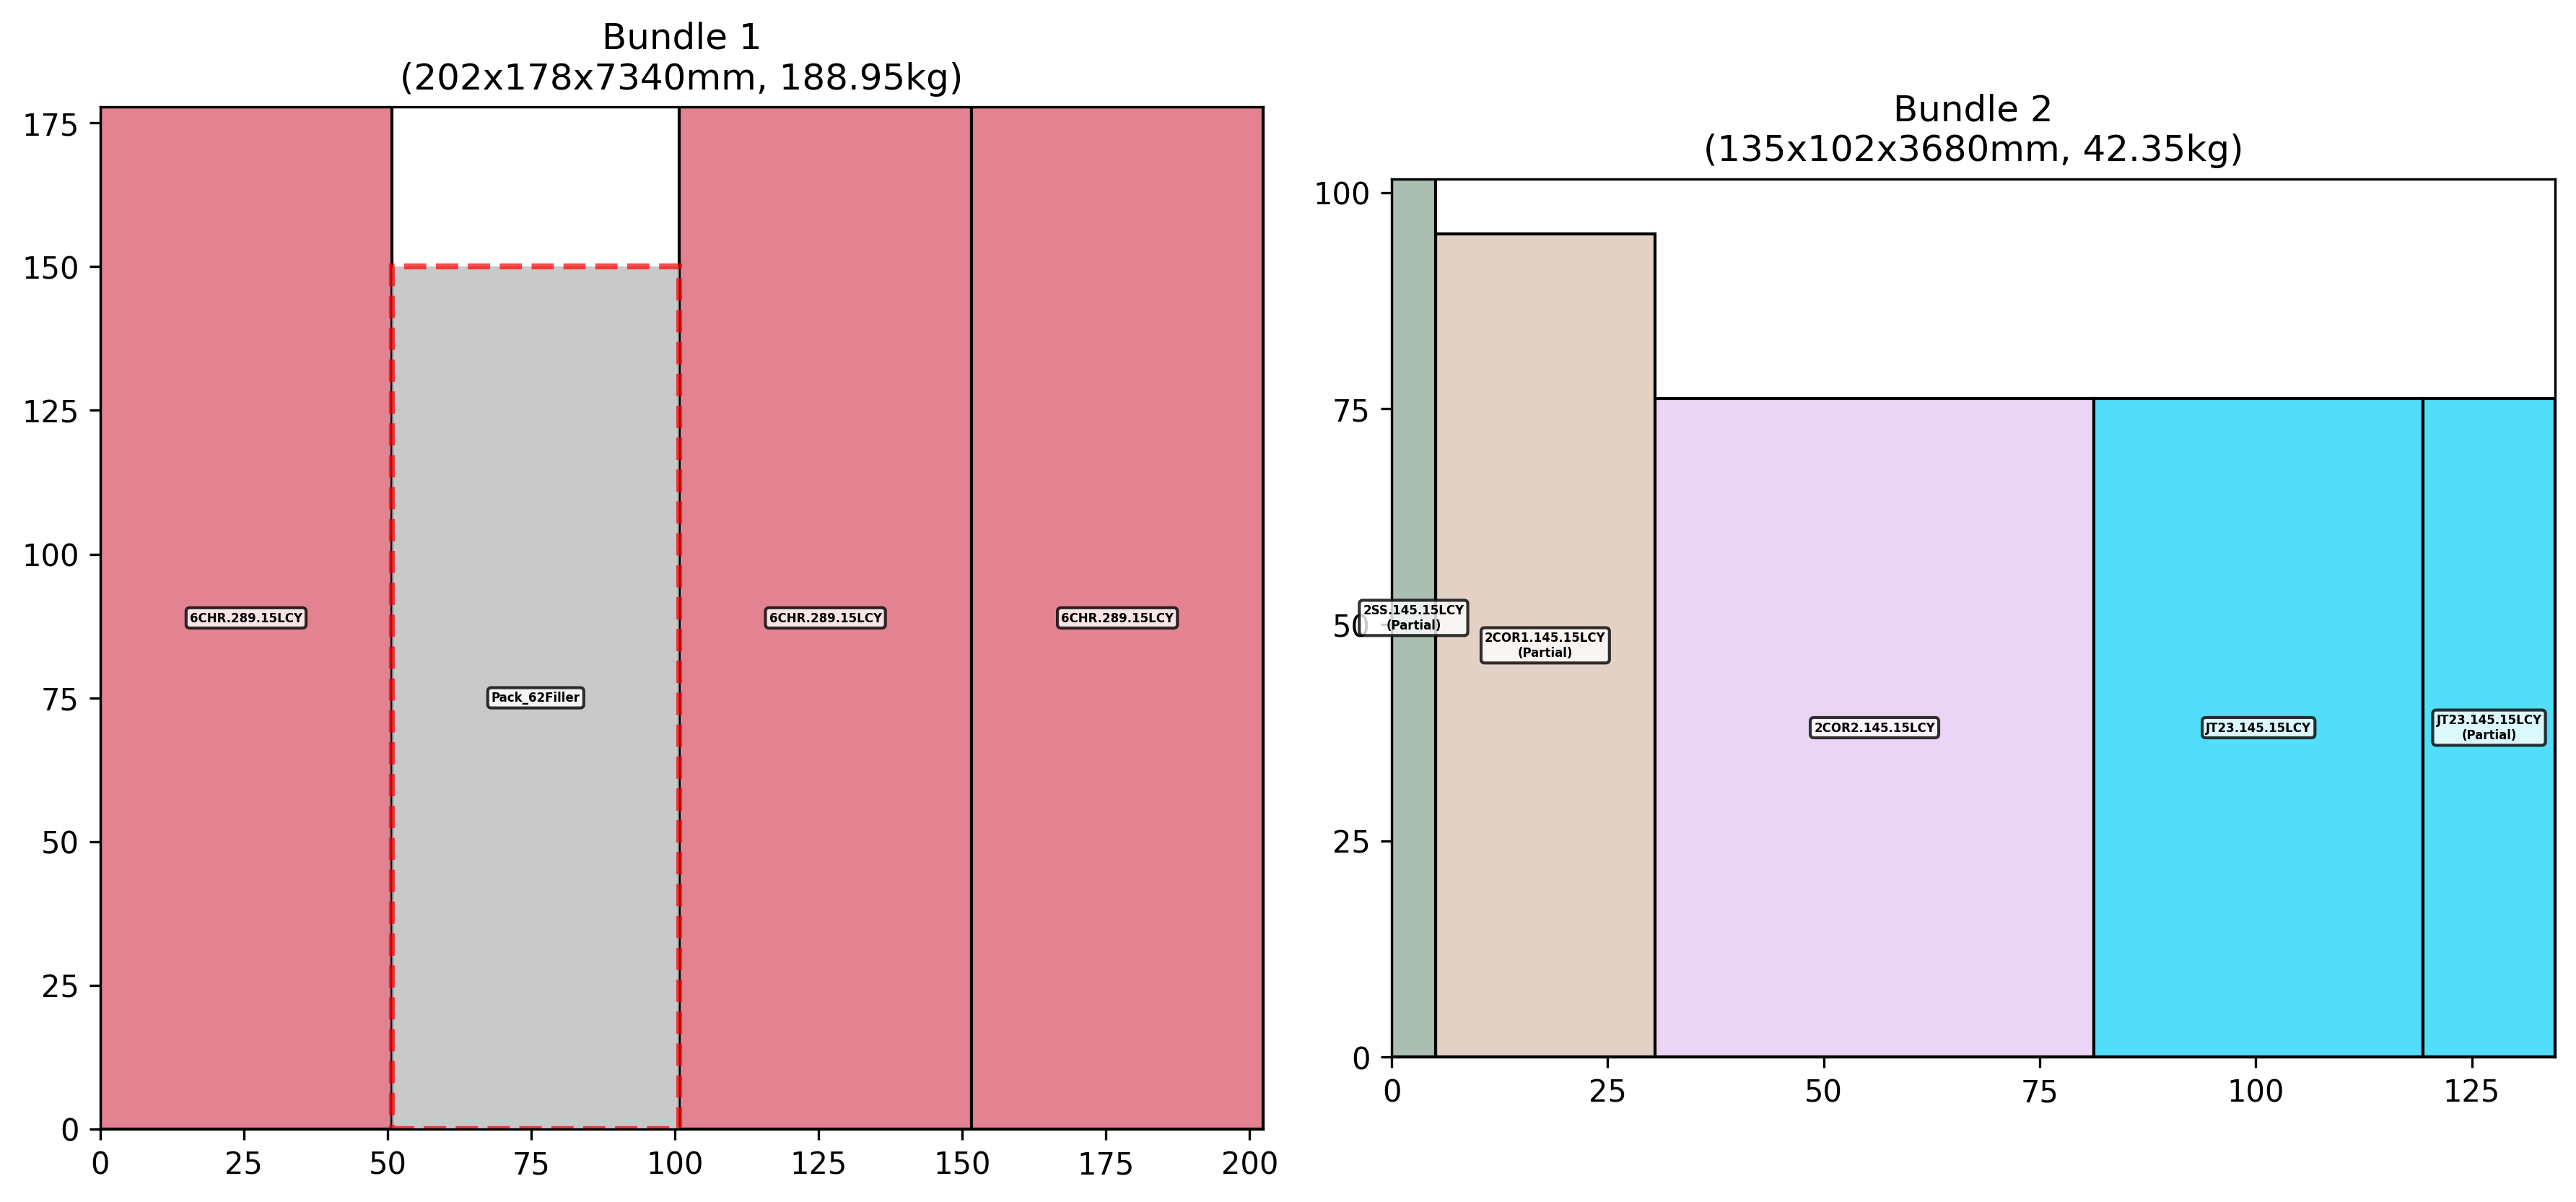 Bundle 1
(202x178x7340mm, 188.95kg)
175
150
125
100
75
50
25
0
0 25 50 75 100 125 150 175 200
6CHR.289.15LCY
Pack_62Filler
6CHR.289.15LCY
6CHR.289.15LCY
Bundle 2
(135x102x3680mm, 42.35kg)
100
75
50
25
0
0 25 50 75 100 125
2SS.145.15LCY
(Partial)
2COR1.145.15LCY
(Partial)
2COR2.145.15LCY
JT23.145.15LCY
JT23.145.15LCY
(Partial)